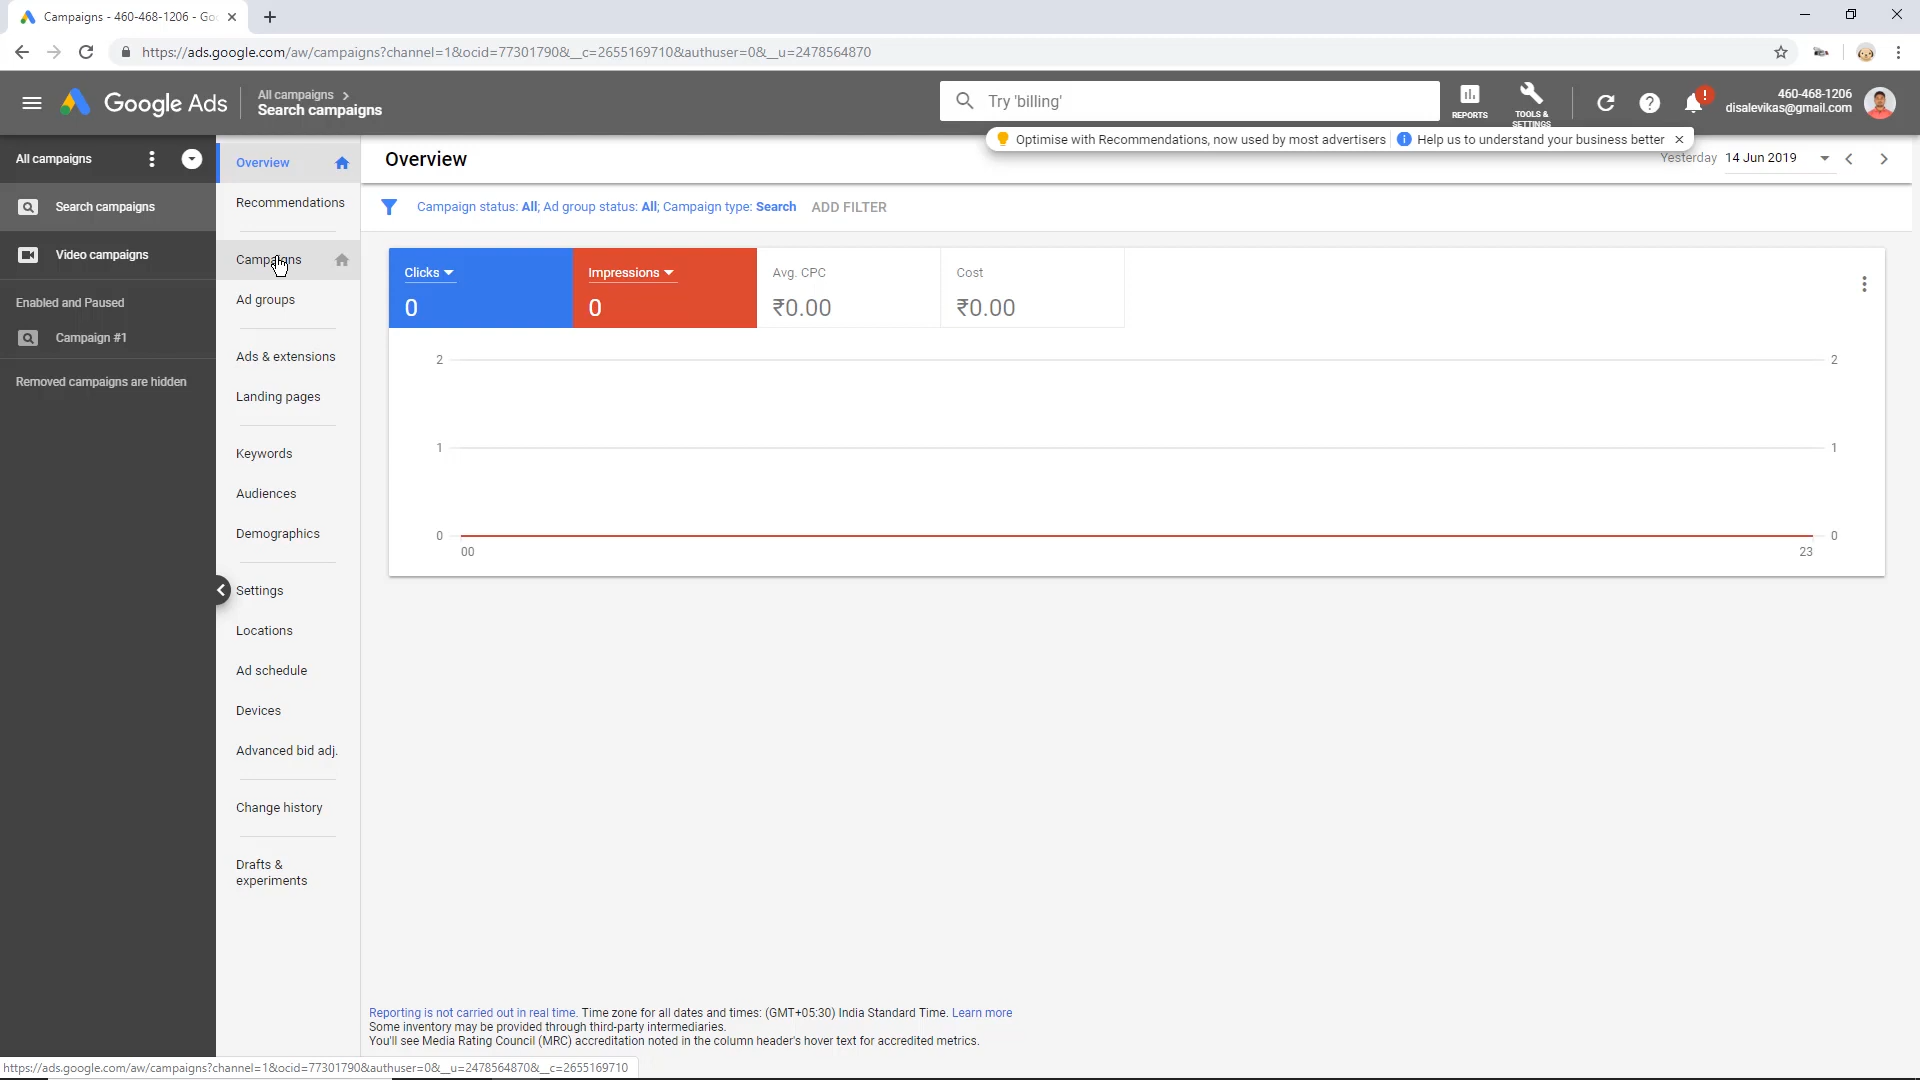 Campaigns - 460-468-1206 - Goo
https://ads.google.com/aw/campaigns?channel=1&ocid=77301790&__c=2655169710&authuser=0&__u=2478564870
Google Ads
All campaigns
Search campaigns
Try 'billing'
REPORTS
TOOLS &
SETTINGS
!
460-468-1206
disalevikas@gmail.com
Optimise with Recommendations, now used by most advertisers
Help us to understand your business better
All campaigns
Search campaigns
Video campaigns
Enabled and Paused
Campaign #1
Removed campaigns are hidden
Overview
Recommendations
Campaigns
Ad groups
Ads & extensions
Landing pages
Keywords
Audiences
Demographics
Settings
Locations
Ad schedule
Devices
Advanced bid adj.
Change history
Drafts &
experiments
Overview
Yesterday 14 Jun 2019
Campaign status: All; Ad group status: All; Campaign type: Search ADD FILTER
Clicks
0
Impressions
0
Avg. CPC
₹0.00
Cost
₹0.00
2 2
1 1
0 0
00 23
Reporting is not carried out in real time. Time zone for all dates and times: (GMT+05:30) India Standard Time. Learn more
Some inventory may be provided through third-party intermediaries.
You'll see Media Rating Council (MRC) accreditation noted in the column header's hover text for accredited metrics.
https://ads.google.com/aw/campaigns?channel=1&ocid=77301790&authuser=0&__u=2478564870&__c=2655169710